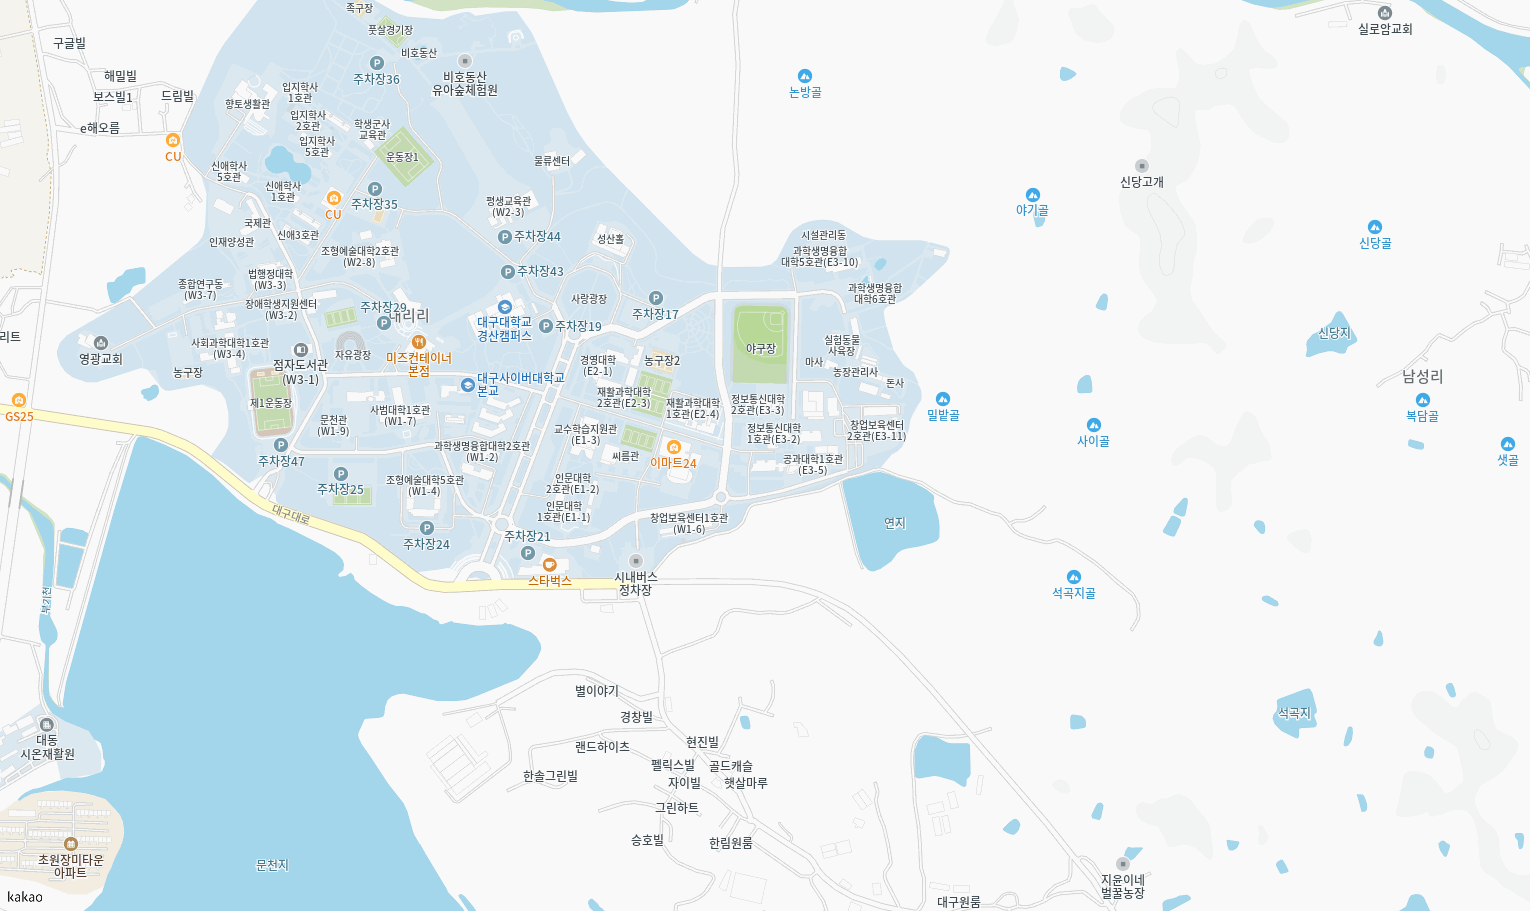 족구장
풋살경기장
실로암교회
구글빌
비호동산
주차장36
비호동산
유아숲체험원
해밀빌
보스빌1
드림빌
입지학사
1호관
논방골
향토생활관
입지학사
2호관
학생군사
교육관
e해오름
CU
입지학사
5호관
운동장1
물류센터
신애학사
5호관
신당고개
신애학사
1호관
주차장35
CU
평생교육관
(W2-3)
야기골
국제관
신애3호관
인재양성관
주차장44
성산홀
시설관리동
신당골
조형예술대학2호관
(W2-8)
과학생명융합
대학5호관(E3-10)
법행정대학
(W3-3)
주차장43
종합연구동
(W3-7)
과학생명융합
대학6호관
장애학생지원센터
(W3-2)
주차장29
내리리
사랑광장
주차장17
대구대학교
경산캠퍼스
주차장19
신당지
리트
사회과학대학1호관
(W3-4)
영광교회
자유광장
미즈컨테이너
본점
점자도서관
(W3-1)
경영대학
(E2-1)
농구장2
야구장
실험동물
사육장
마사
농장관리사
돈사
농구장
대구사이버대학교
본교
남성리
제1운동장
GS25
재활과학대학
2호관(E2-3)
재활과학대학
1호관(E2-4)
정보통신대학
2호관(E3-3)
밀밭골
복담골
사범대학1호관
(W1-7)
문천관
(W1-9)
교수학습지원관
(E1-3)
정보통신대학
1호관(E3-2)
창업보육센터
2호관(E3-11)
사이골
과학생명융합대학2호관
(W1-2)
씨름관
이마트24
공과대학1호관
(E3-5)
샛골
주차장47
주차장25
조형예술대학5호관
(W1-4)
인문대학
2호관(E1-2)
인문대학
1호관(E1-1)
대구대로
창업보육센터1호관
(W1-6)
연지
주차장24
주차장21
스타벅스
시내버스
정차장
석곡지골
부기천
별이야기
경창빌
석곡지
대동
시온재활원
랜드하이츠
현진빌
펠릭스빌
골드캐슬
한솔그린빌
자이빌
햇살마루
그린하트
승호빌
한림원룸
초원장미타운
아파트
문천지
지윤이네
벌꿀농장
대구원룸
kakao